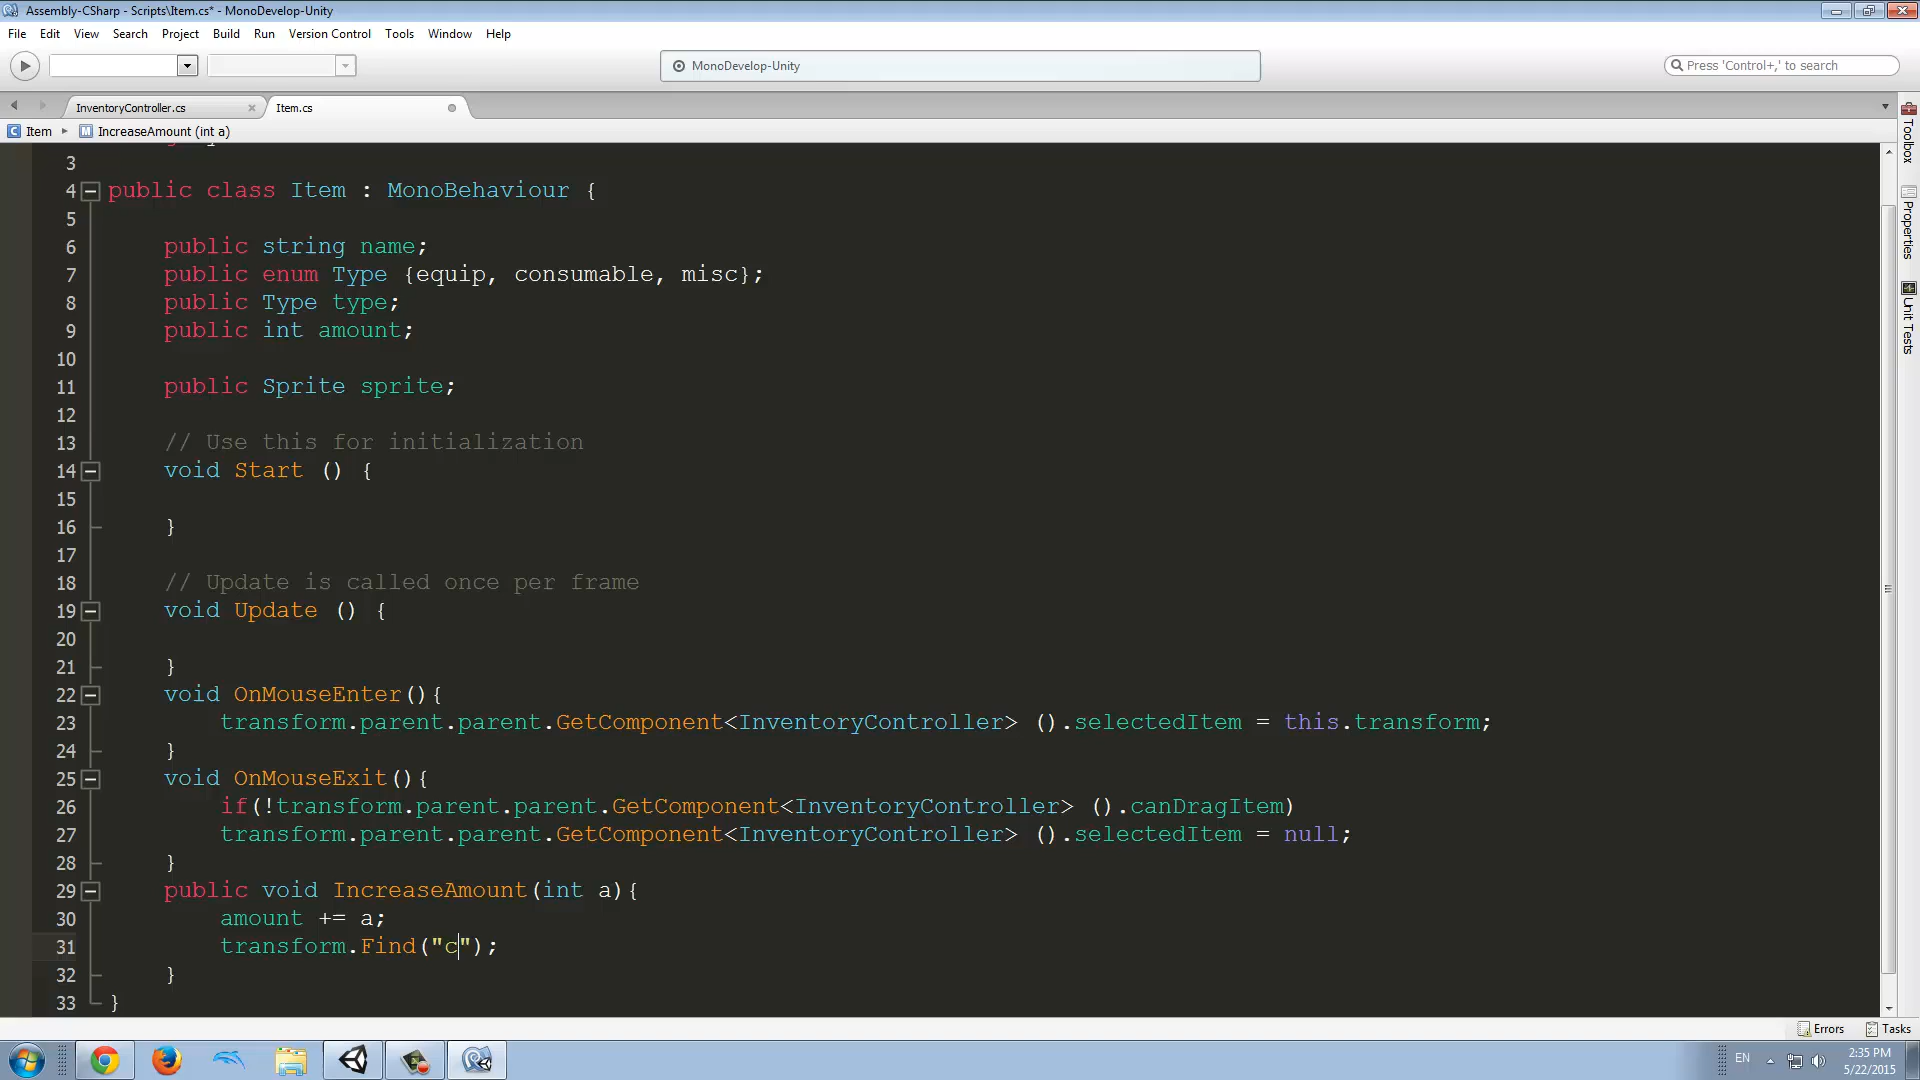 Assembly-CSharp - Scripts\Item.cs* - MonoDevelop-Unity
File Edit View Search Project Build Run Version Control Tools Window Help
MonoDevelop-Unity
Press 'Control+,' to search
InventoryController.cs
Item.cs
Item
IncreaseAmount (int a)
3
4 public class Item : MonoBehaviour {
5
6 public string name;
7 public enum Type {equip, consumable, misc};
8 public Type type;
9 public int amount;
10
11 public Sprite sprite;
12
13 // Use this for initialization
14 void Start () {
15
16 }
17
18 // Update is called once per frame
19 void Update () {
20
21 }
22 void OnMouseEnter(){
23 transform.parent.parent.GetComponent<InventoryController> ().selectedItem = this.transform;
24 }
25 void OnMouseExit(){
26 if(!transform.parent.parent.GetComponent<InventoryController> ().canDragItem)
27 transform.parent.parent.GetComponent<InventoryController> ().selectedItem = null;
28 }
29 public void IncreaseAmount(int a){
30 amount += a;
31 transform.Find("c");
32 }
33 }
Toolbox
Properties
Unit Tests
Errors
Tasks
EN
2:35 PM
5/22/2015